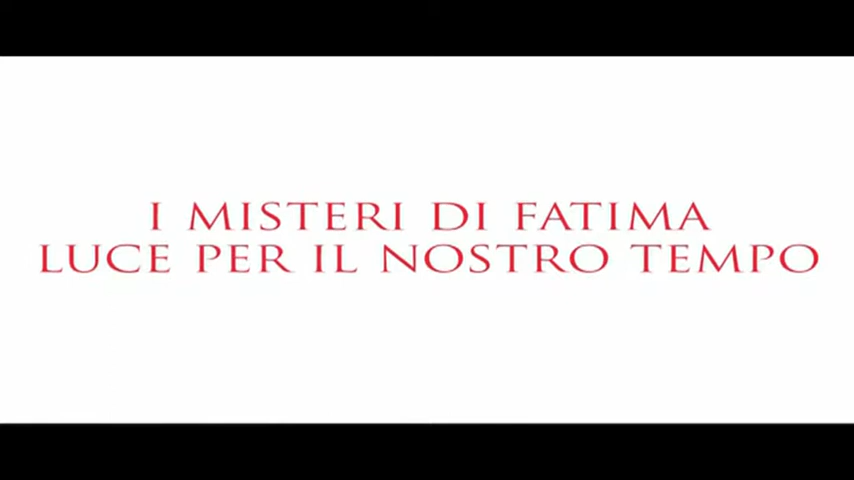 I MISTERI DI FATIMA
LUCE PER IL NOSTRO TEMPO